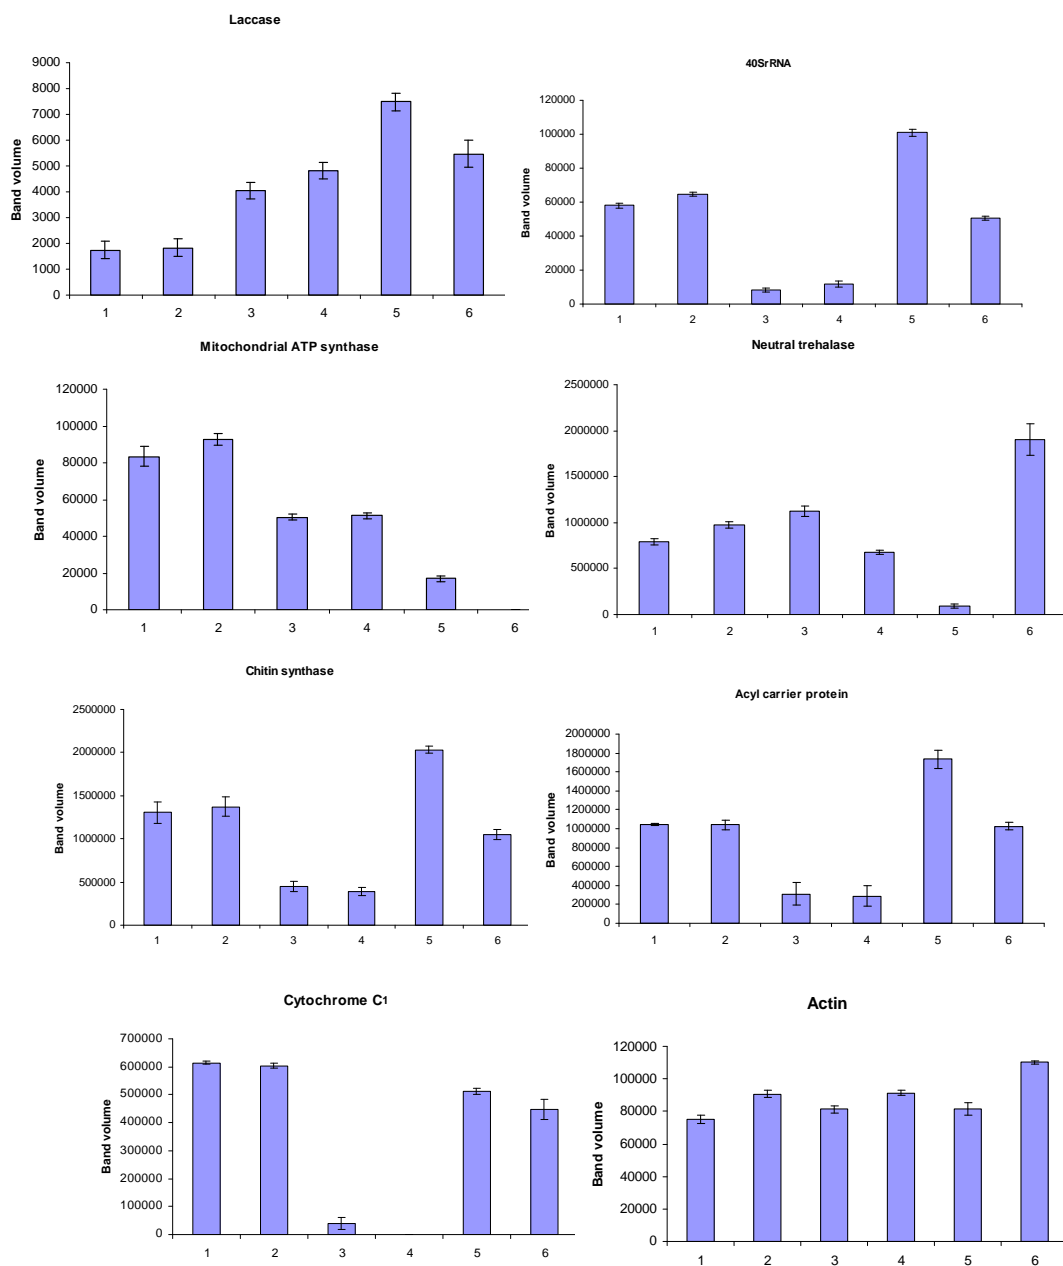 Laccase
Band volume
9000
8000
7000
6000
5000
4000
3000
2000
1000
0
1 2 3 4 5 6
40SrRNA
Band volume
120000
100000
80000
60000
40000
20000
0
1 2 3 4 5 6
Mitochondrial ATP synthase
Band volume
120000
100000
80000
60000
40000
20000
0
1 2 3 4 5 6
Neutral trehalase
Band volume
2500000
2000000
1500000
1000000
500000
0
1 2 3 4 5 6
Chitin synthase
Band volume
2500000
2000000
1500000
1000000
500000
0
1 2 3 4 5 6
Acyl carrier protein
Band volume
2000000
1800000
1600000
1400000
1200000
1000000
800000
600000
400000
200000
0
1 2 3 4 5 6
Cytochrome C1
Band volume
700000
600000
500000
400000
300000
200000
100000
0
1 2 3 4 5 6
Actin
Band volume
120000
100000
80000
60000
40000
20000
0
1 2 3 4 5 6